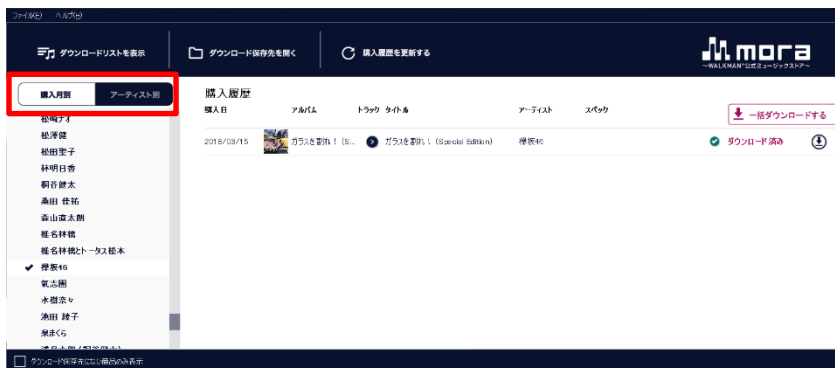 ファイル(E) ヘルプ(H)
ダウンロードリストを表示 ダウンロード保存先を開く 購入履歴を更新する
mora
~WALKMAN®公式ミュージックストア~
購入月別 アーティスト別
購入履歴
購入日 アルバム トラック タイトル アーティスト スペック
一括ダウンロードする
2018/03/15 ガラスを割れ！(S... ガラスを割れ！ (Special Edition) 欅坂46 ダウンロード済み
松崎ナオ
松澤健
松田聖子
林明日香
桐谷健太
桑田 佳祐
森山直太朗
椎名林檎
椎名林檎とトータス松本
欅坂46
氣志團
水樹奈々
池田 綾子
泉まくら
ダウンロード保存先にない商品のみ表示